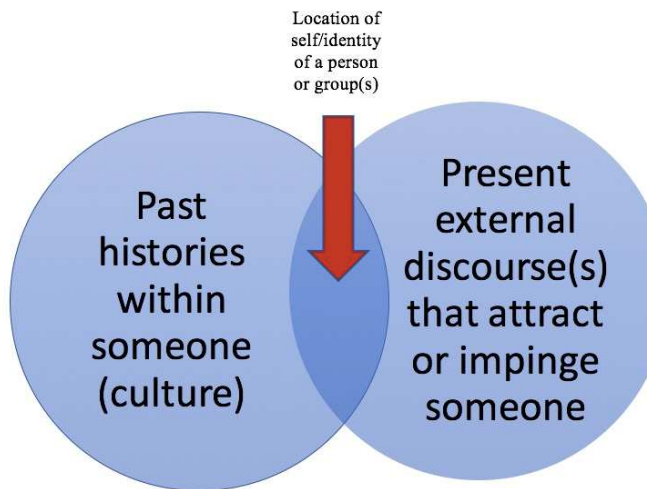 Location of
self/identity
of a person
or group(s)
Past
histories
within
someone
(culture)
Present
external
discourse(s)
that attract
or impinge
someone